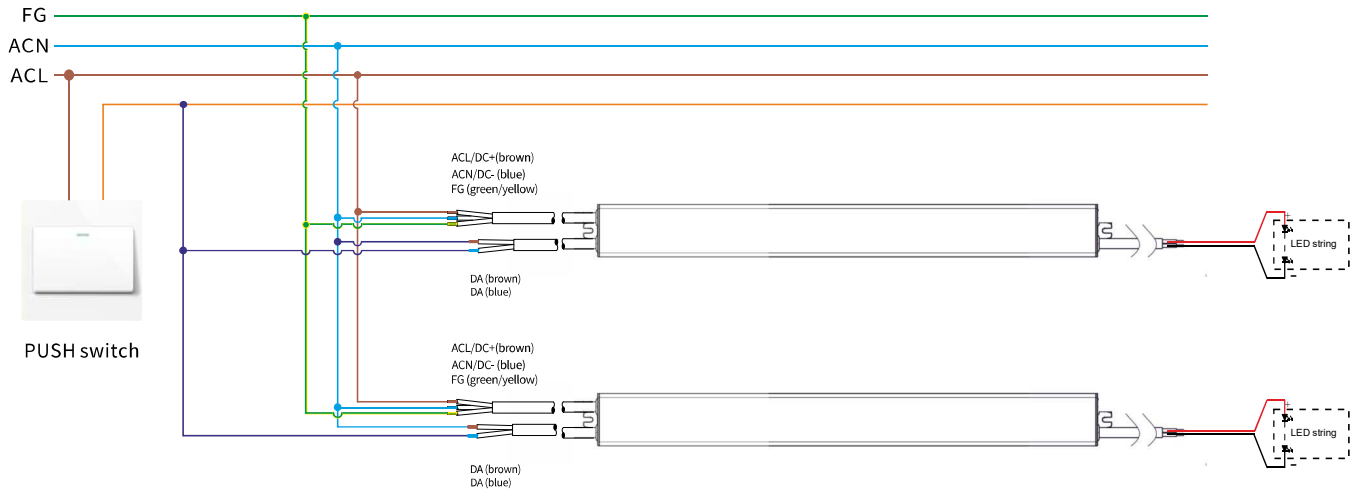 FG
ACN
ACL
ACL/DC+(brown)
ACN/DC- (blue)
FG (green/yellow)
+
LED string
-
DA (brown)
DA (blue)
PUSH switch
ACL/DC+(brown)
ACN/DC- (blue)
FG (green/yellow)
+
LED string
-
DA (brown)
DA (blue)